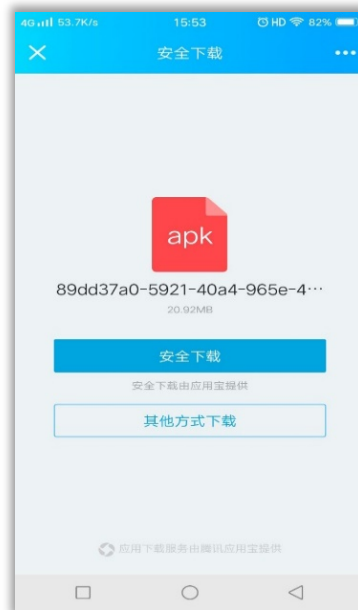 4G 53.7K/s 15:53 HD 82%
安全下载
apk
89dd37a0-5921-40a4-965e-4···
20.92MB
安全下载
安全下载由应用宝提供
其他方式下载
应用下载服务由腾讯应用宝提供